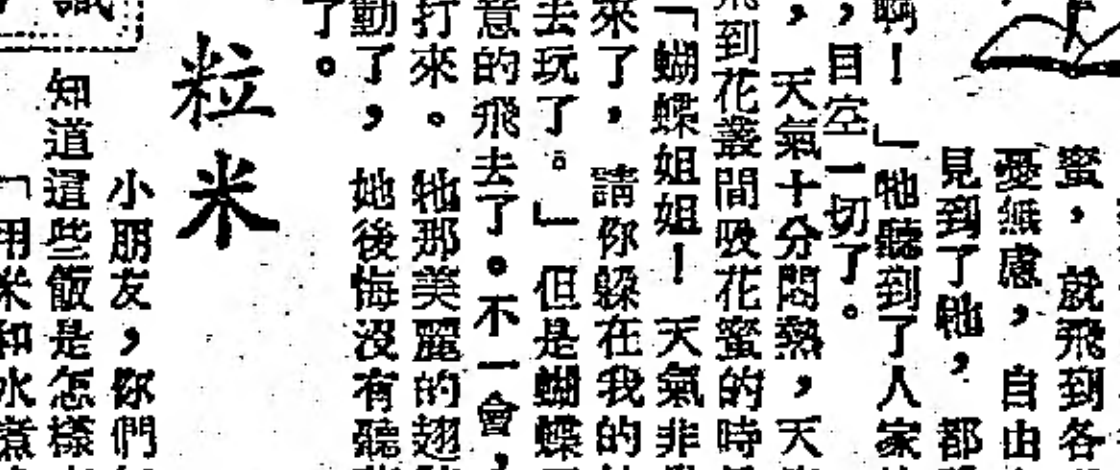 蜜，就飛到各
憂無慮，自由
見到了牠，都
啊！」牠聽到了人家
，目空一切了。
，天氣十分悶熱，天
飛到花叢間吸花蜜的時
「蝴蝶姐姐！天氣非
來了，請你躲在我的
去玩了。」但是蝴蝶
意的飛去了。不一會，
打來。牠那美麗的翅
動了，她後悔沒有聽
了。
粒米
小朋友，你們
知道這些飯是怎樣
「用米和水煮
識